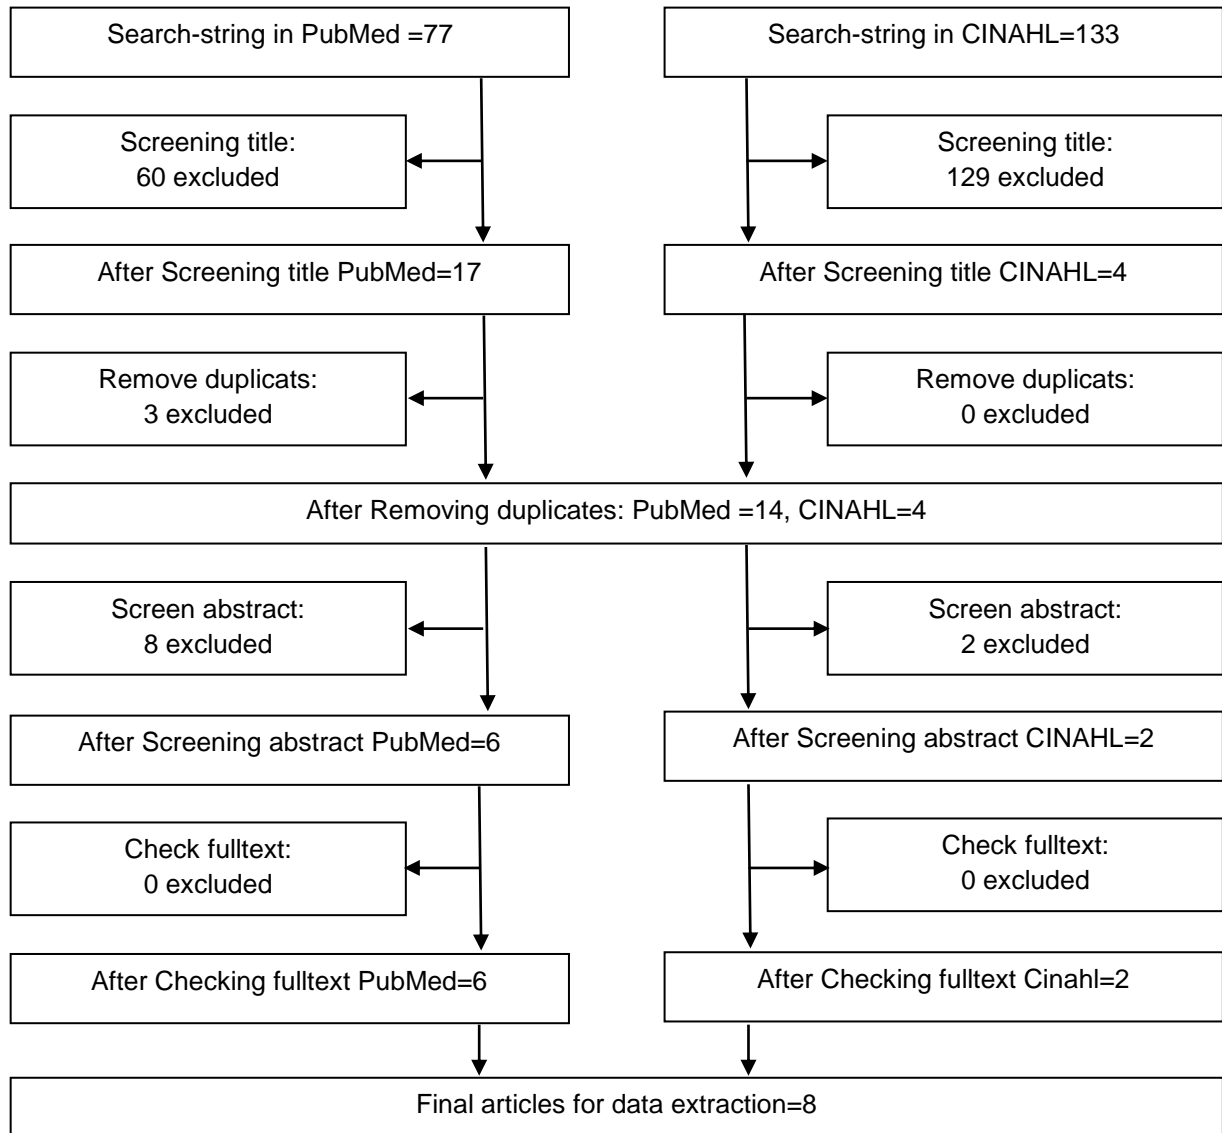 Search-string in PubMed =77
Search-string in CINAHL=133
Screening title:
60 excluded
Screening title:
129 excluded
After Screening title PubMed=17
After Screening title CINAHL=4
Remove duplicats:
3 excluded
Remove duplicats:
0 excluded
After Removing duplicates: PubMed =14, CINAHL=4
Screen abstract:
8 excluded
Screen abstract:
2 excluded
After Screening abstract PubMed=6
After Screening abstract CINAHL=2
Check fulltext:
0 excluded
Check fulltext:
0 excluded
After Checking fulltext PubMed=6
After Checking fulltext Cinahl=2
Final articles for data extraction=8